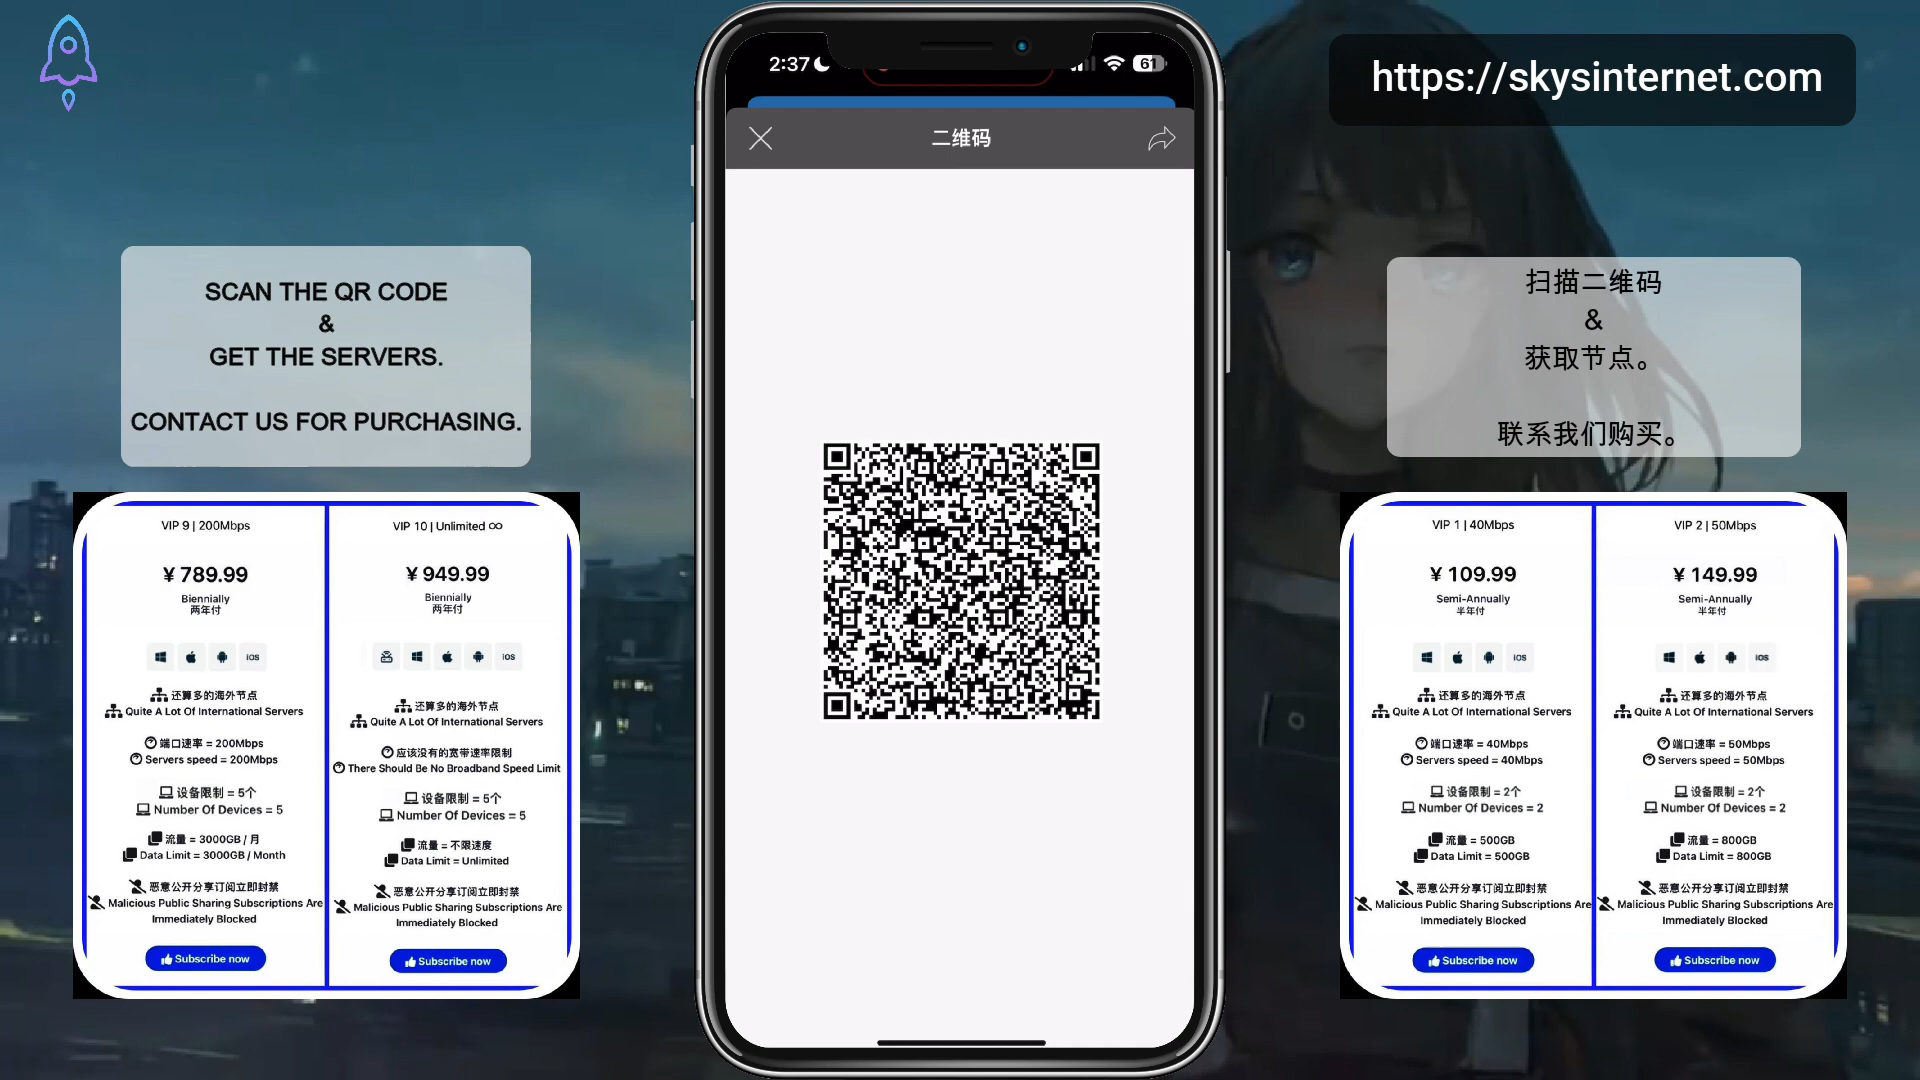 https://skysinternet.com
2:37
61
二维码
SCAN THE QR CODE
&
GET THE SERVERS.
CONTACT US FOR PURCHASING.
扫描二维码
&
获取节点。
联系我们购买。
VIP 9 | 200Mbps
¥ 789.99
Biennially
两年付
iOS
还算多的海外节点
Quite A Lot Of International Servers
端口速率 = 200Mbps
Servers speed = 200Mbps
设备限制 = 5个
Number Of Devices = 5
流量 = 3000GB / 月
Data Limit = 3000GB / Month
恶意公开分享订阅立即封禁
Malicious Public Sharing Subscriptions Are
Immediately Blocked
Subscribe now
VIP 10 | Unlimited ∞
¥ 949.99
Biennially
两年付
iOS
还算多的海外节点
Quite A Lot Of International Servers
应该没有的宽带速率限制
There Should Be No Broadband Speed Limit
设备限制 = 5个
Number Of Devices = 5
流量 = 不限速度
Data Limit = Unlimited
恶意公开分享订阅立即封禁
Malicious Public Sharing Subscriptions Are
Immediately Blocked
Subscribe now
VIP 1 | 40Mbps
¥ 109.99
Semi-Annually
半年付
iOS
还算多的海外节点
Quite A Lot Of International Servers
端口速率 = 40Mbps
Servers speed = 40Mbps
设备限制 = 2个
Number Of Devices = 2
流量 = 500GB
Data Limit = 500GB
恶意公开分享订阅立即封禁
Malicious Public Sharing Subscriptions Are
Immediately Blocked
Subscribe now
VIP 2 | 50Mbps
¥ 149.99
Semi-Annually
半年付
iOS
还算多的海外节点
Quite A Lot Of International Servers
端口速率 = 50Mbps
Servers speed = 50Mbps
设备限制 = 2个
Number Of Devices = 2
流量 = 800GB
Data Limit = 800GB
恶意公开分享订阅立即封禁
Malicious Public Sharing Subscriptions Are
Immediately Blocked
Subscribe now